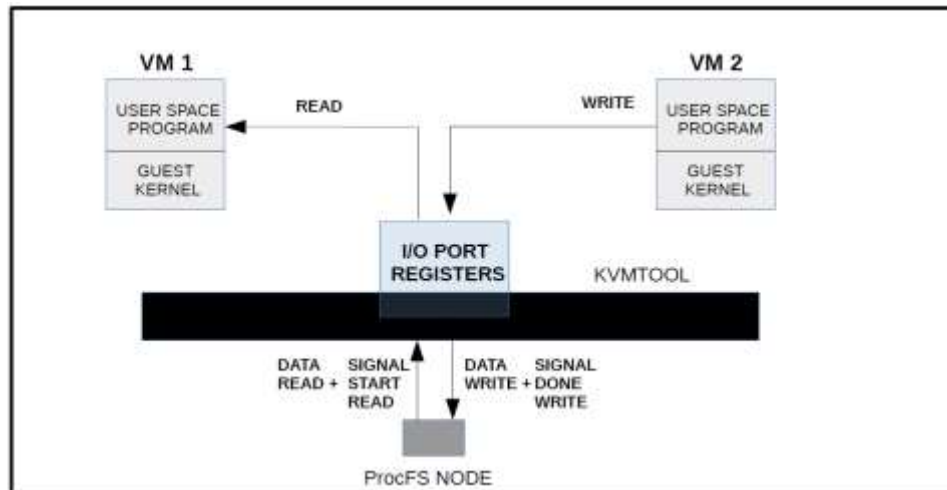 VM 1
VM 2
USER SPACE
PROGRAM
READ
WRITE
USER SPACE
PROGRAM
GUEST
KERNEL
GUEST
KERNEL
I/O PORT
REGISTERS
KVMTOOL
DATA
READ +
SIGNAL
START
READ
DATA
WRITE +
SIGNAL
DONE
WRITE
ProcFS NODE